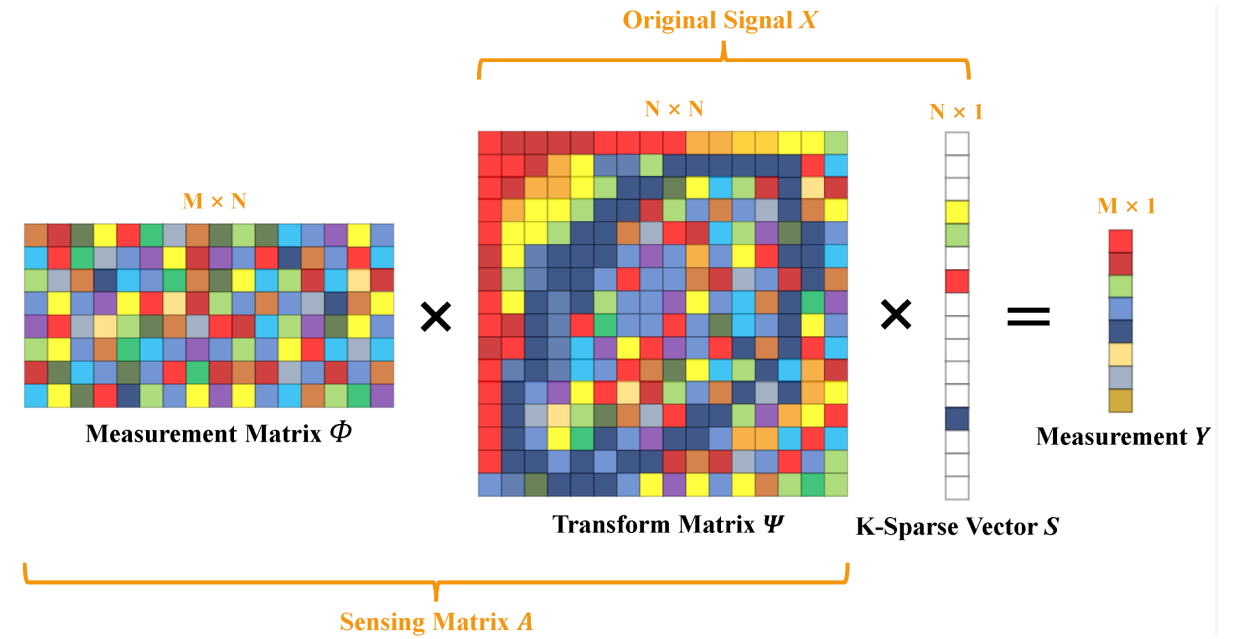 Original Signal X
N × N
N × 1
M × N
M × 1
×
×
=
Measurement Matrix Φ
Measurement Y
Transform Matrix Ψ
K-Sparse Vector S
Sensing Matrix A